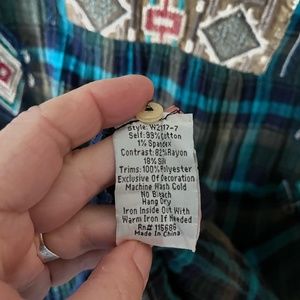 Style: W2117-7
Self: 99% Cotton
1% Spandex
Contrast: 82% Rayon
18% Silk
Trims: 100% Polyester
Exclusive Of Decoration
Machine Wash Cold
No Bleach
Hang Dry
Iron Inside Out With
Warm Iron If Needed
Rn# 115686
Made In China